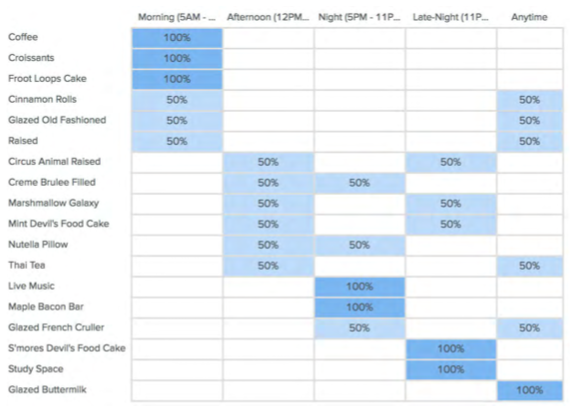 Morning (5AM - ... Afternoon (12PM... Night (5PM - 11P... Late-Night (11P... Anytime
Coffee 100%
Croissants 100%
Froot Loops Cake 100%
Cinnamon Rolls 50% 50%
Glazed Old Fashioned 50% 50%
Raised 50% 50%
Circus Animal Raised 50% 50%
Creme Brulee Filled 50% 50%
Marshmallow Galaxy 50% 50%
Mint Devil's Food Cake 50% 50%
Nutella Pillow 50% 50%
Thai Tea 50% 50%
Live Music 100%
Maple Bacon Bar 100%
Glazed French Cruller 50% 50%
S'mores Devil's Food Cake 100%
Study Space 100%
Glazed Buttermilk 100%